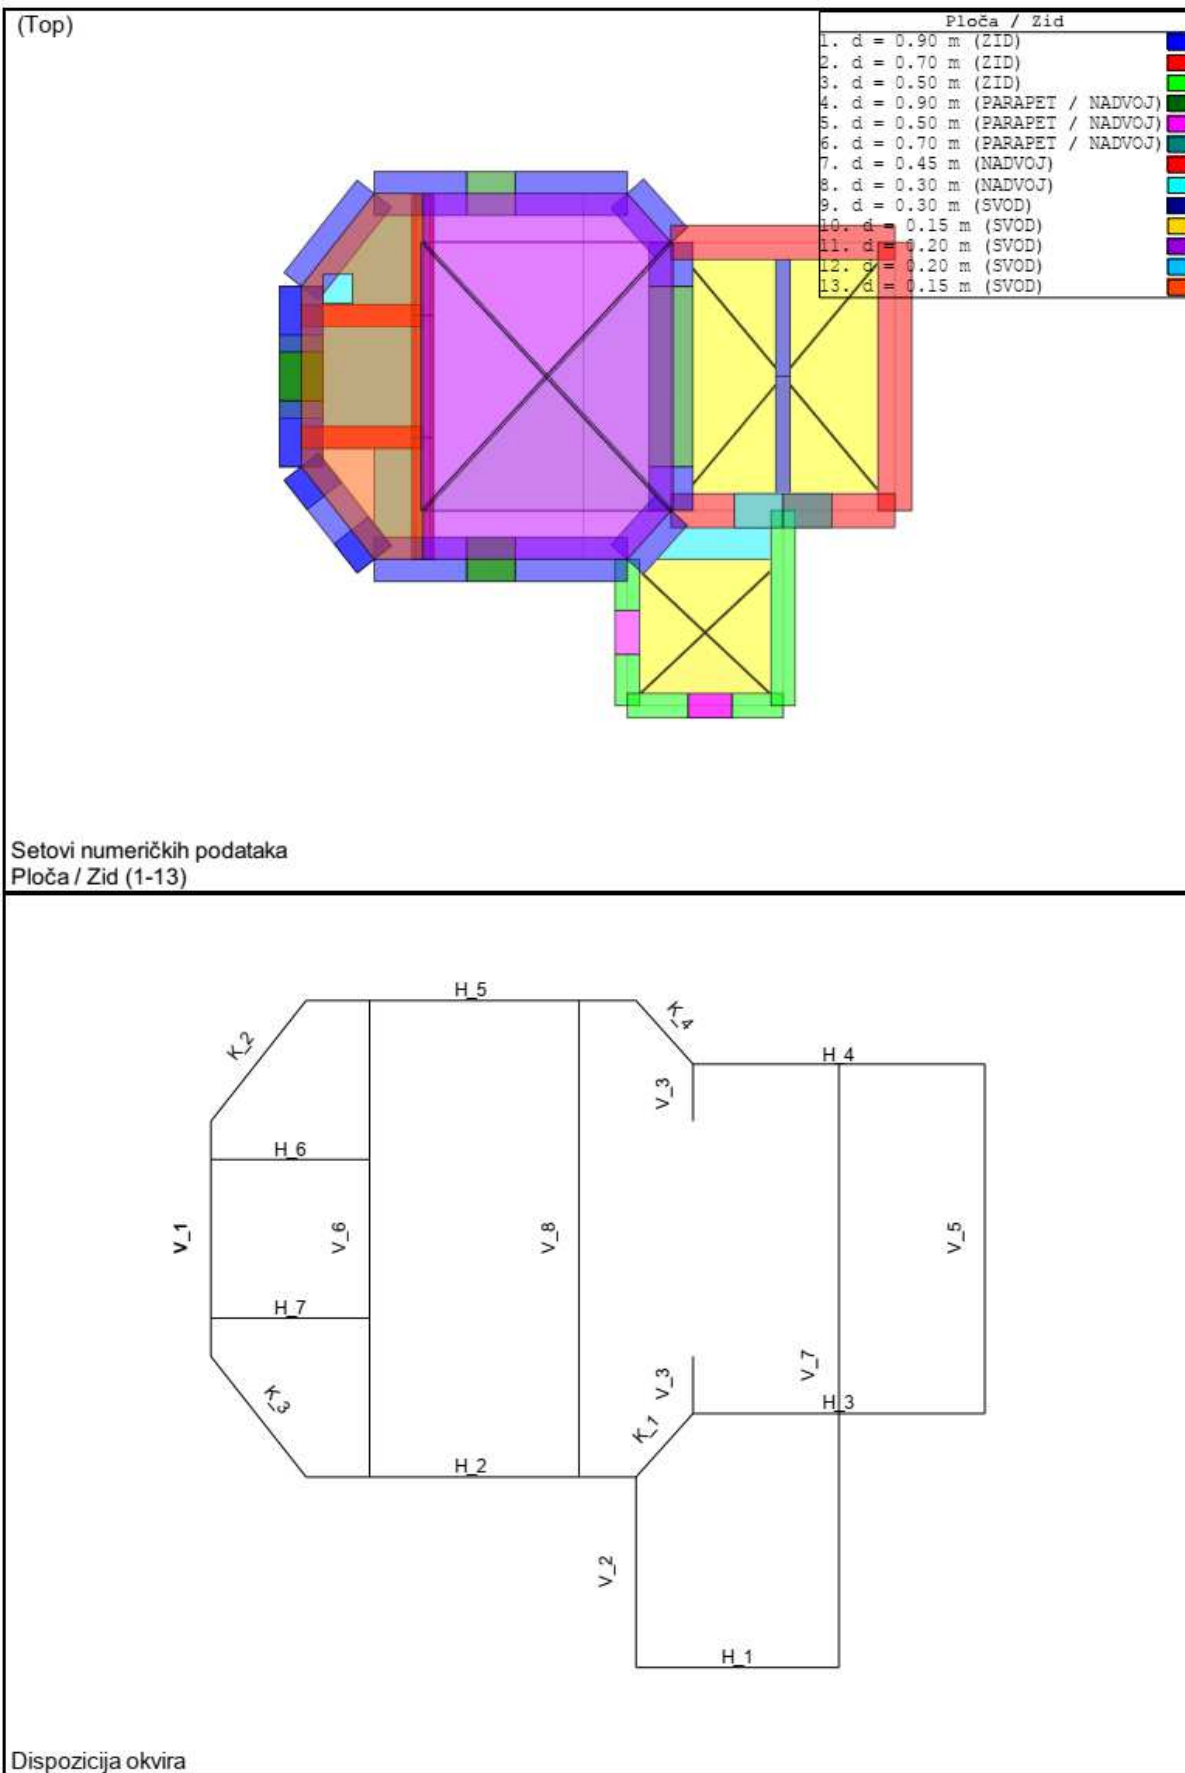 (Top)
Ploča / Zid
1. d = 0.90 m (ZID)
2. d = 0.70 m (ZID)
3. d = 0.50 m (ZID)
4. d = 0.90 m (PARAPET / NADVOJ)
5. d = 0.50 m (PARAPET / NADVOJ)
6. d = 0.70 m (PARAPET / NADVOJ)
7. d = 0.45 m (NADVOJ)
8. d = 0.30 m (NADVOJ)
9. d = 0.30 m (SVOD)
10. d = 0.15 m (SVOD)
11. d = 0.20 m (SVOD)
12. d = 0.20 m (SVOD)
13. d = 0.15 m (SVOD)
Setovi numeričkih podataka
Ploča / Zid (1-13)
H_5
K_4
K_2
H_4
V_3
H_6
V_1
V_6
V_8
V_5
H_7
V_3
V_7
K_3
H_3
K_1
H_2
V_2
H_1
Dispozicija okvira